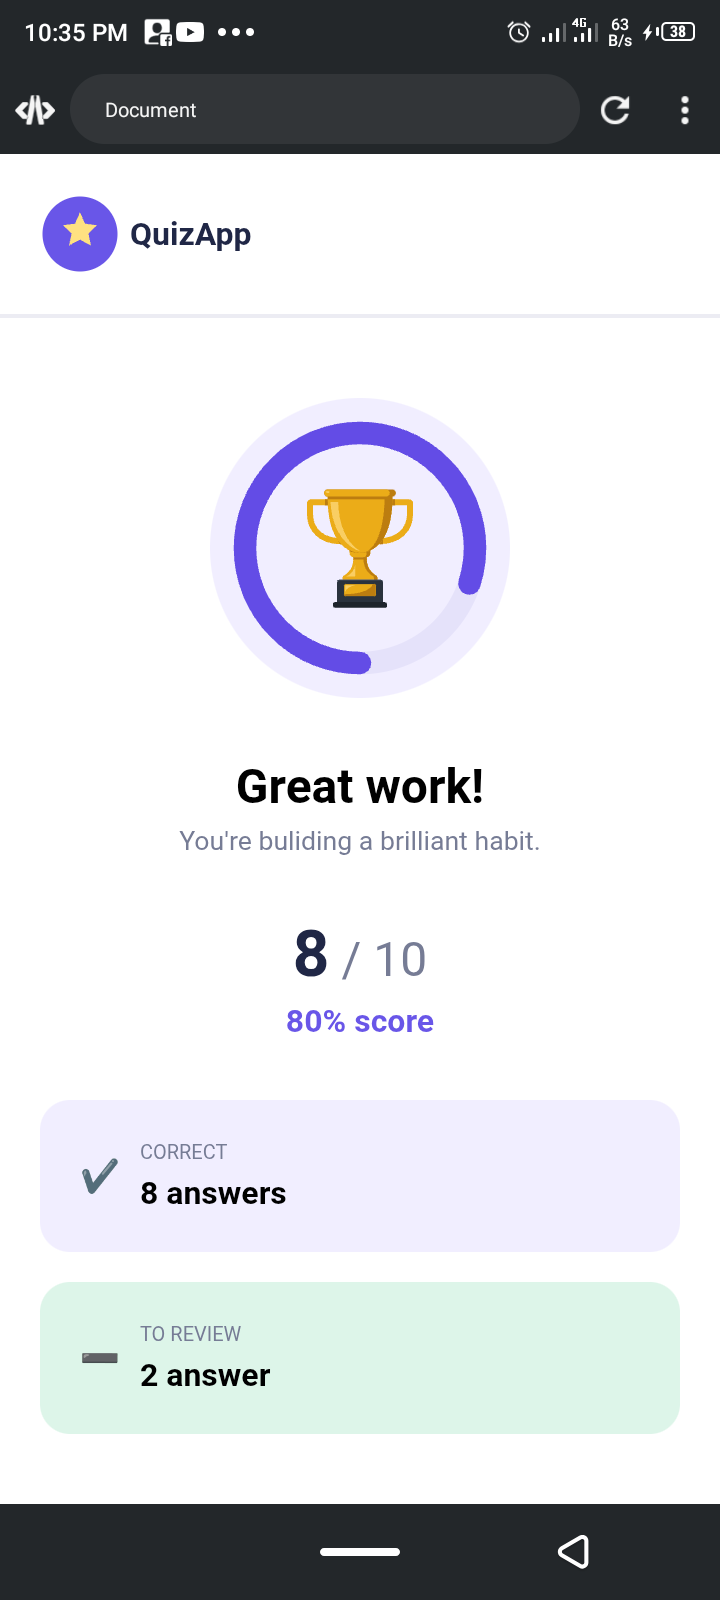 10:35 PM 4G 63 B/s 38
Document
QuizApp
Great work!
You're buliding a brilliant habit.
8 / 10
80% score
CORRECT
8 answers
TO REVIEW
2 answer